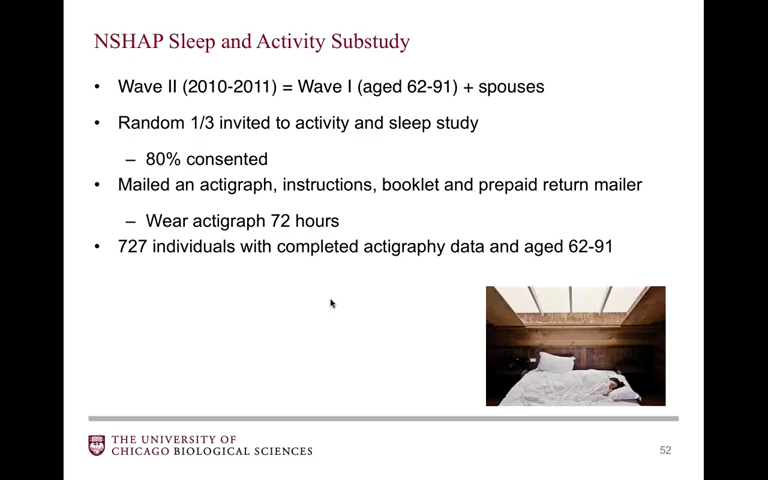 NSHAP Sleep and Activity Substudy
• Wave II (2010-2011) = Wave I (aged 62-91) + spouses
• Random 1/3 invited to activity and sleep study
– 80% consented
• Mailed an actigraph, instructions, booklet and prepaid return mailer
– Wear actigraph 72 hours
• 727 individuals with completed actigraphy data and aged 62-91
THE UNIVERSITY OF
CHICAGO BIOLOGICAL SCIENCES
52